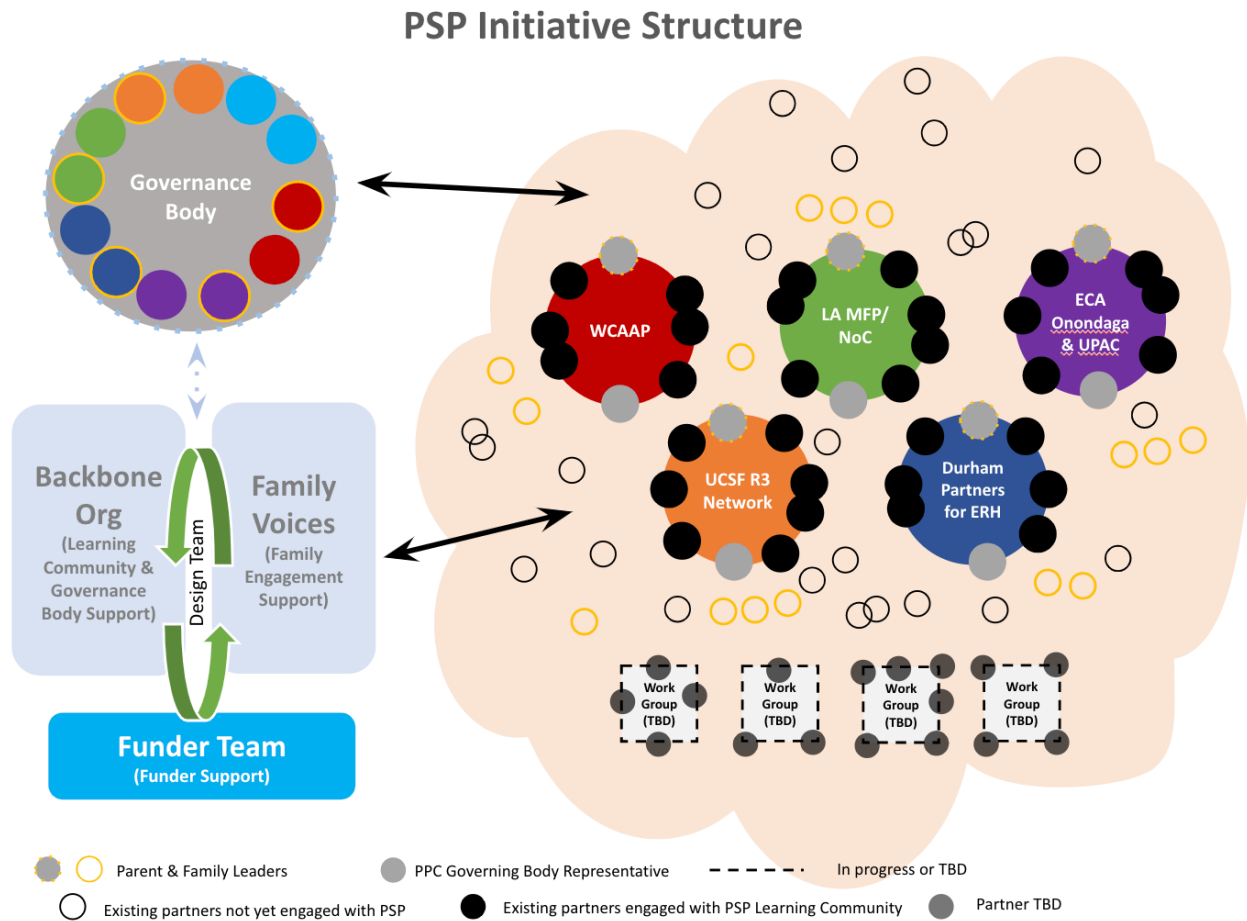 PSP Initiative Structure
Governance
Body
WCAAP
LA MFP/
NoC
ECA
Onondaga
& UPAC
UCSF R3
Network
Durham
Partners
for ERH
Backbone
Org
(Learning
Community &
Governance
Body Support)
Design Team
Family
Voices
(Family
Engagement
Support)
Funder Team
(Funder Support)
Work
Group
(TBD)
Work
Group
(TBD)
Work
Group
(TBD)
Work
Group
(TBD)
Parent & Family Leaders
PPC Governing Body Representative
In progress or TBD
Existing partners not yet engaged with PSP
Existing partners engaged with PSP Learning Community
Partner TBD